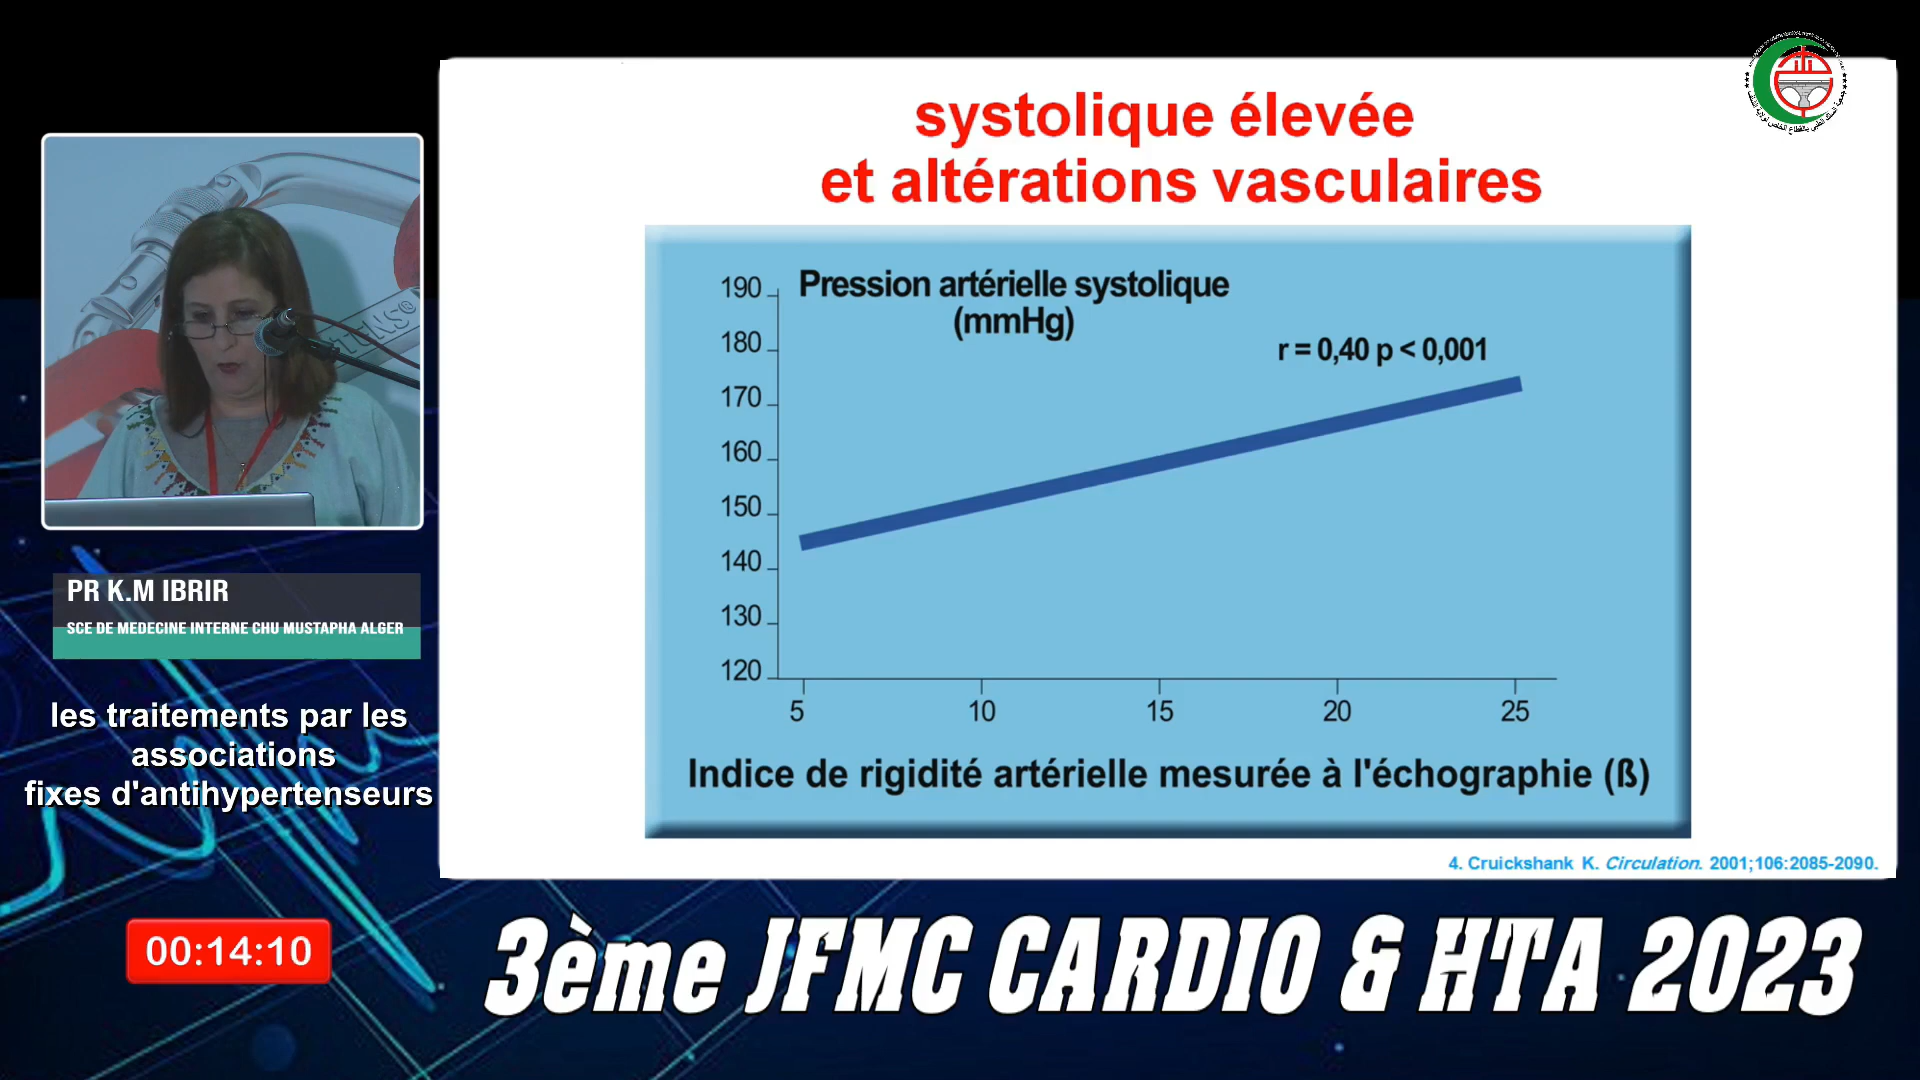 systolique élevée
et altérations vasculaires
190
Pression artérielle systolique
(mmHg)
180
r = 0,40 p < 0,001
170
160
150
140
130
120
5 10 15 20 25
Indice de rigidité artérielle mesurée à l'échographie (ß)
4. Cruickshank K. Circulation. 2001;106:2085-2090.
PR K.M IBRIR
SCE DE MEDECINE INTERNE CHU MUSTAPHA ALGER
les traitements par les
associations
fixes d'antihypertenseurs
00:14:10
3ème JFMC CARDIO & HTA 2023